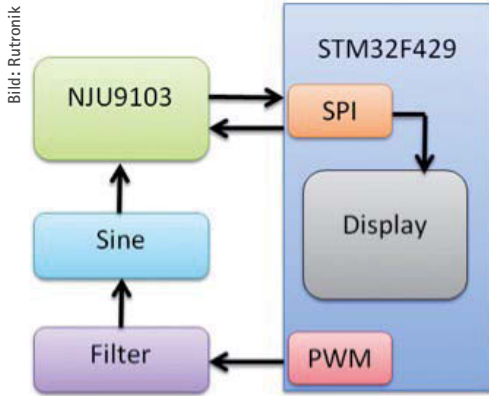 Bild: Rutronik
STM32F429
NJU9103
SPI
Sine
Display
Filter
PWM